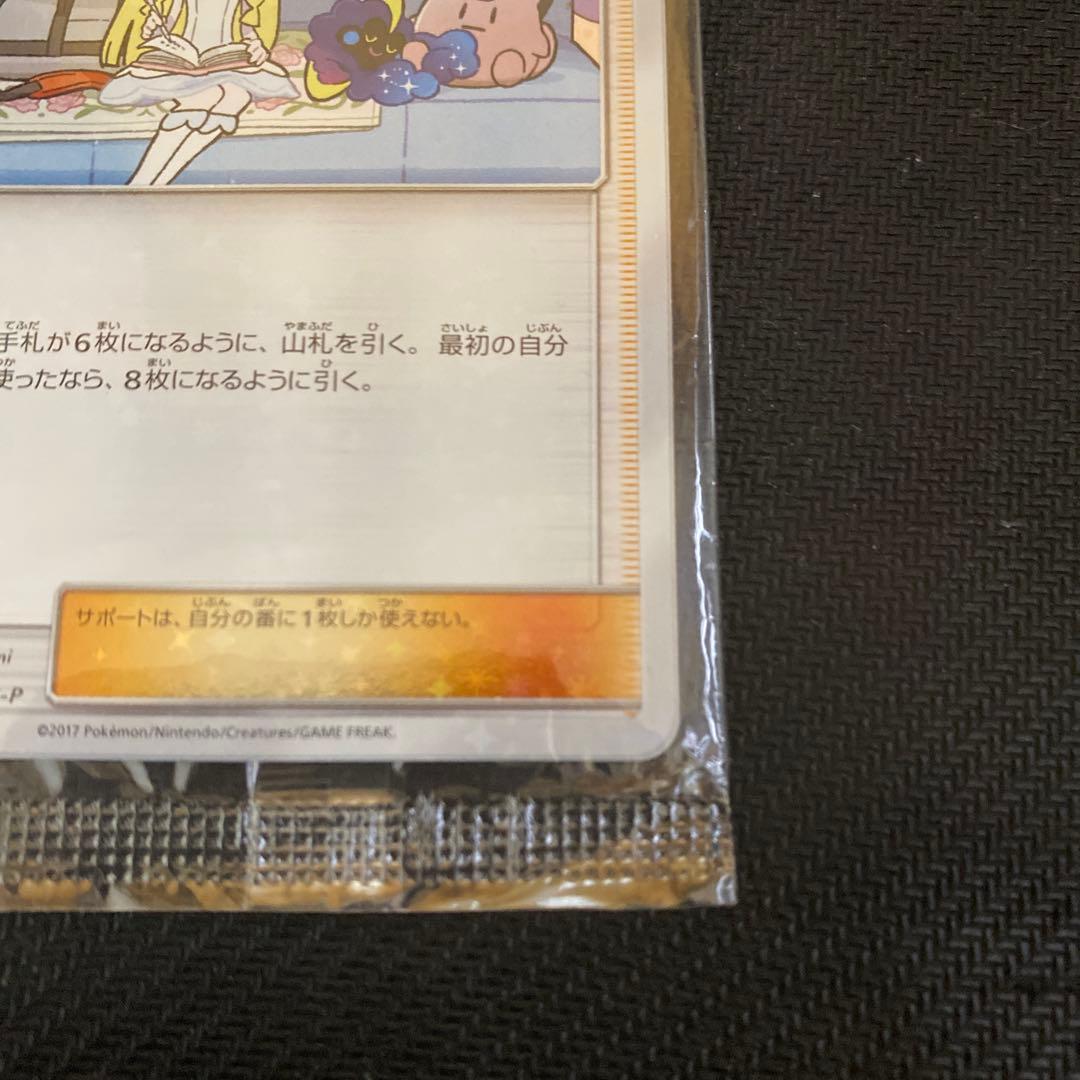 手札が6枚になるように、山札を引く。 最初の自分
使ったなら、8枚になるように引く。
サポートは、自分の番に1枚しか使えない。
mi
-P
©2017 Pokémon/Nintendo/Creatures/GAME FREAK.